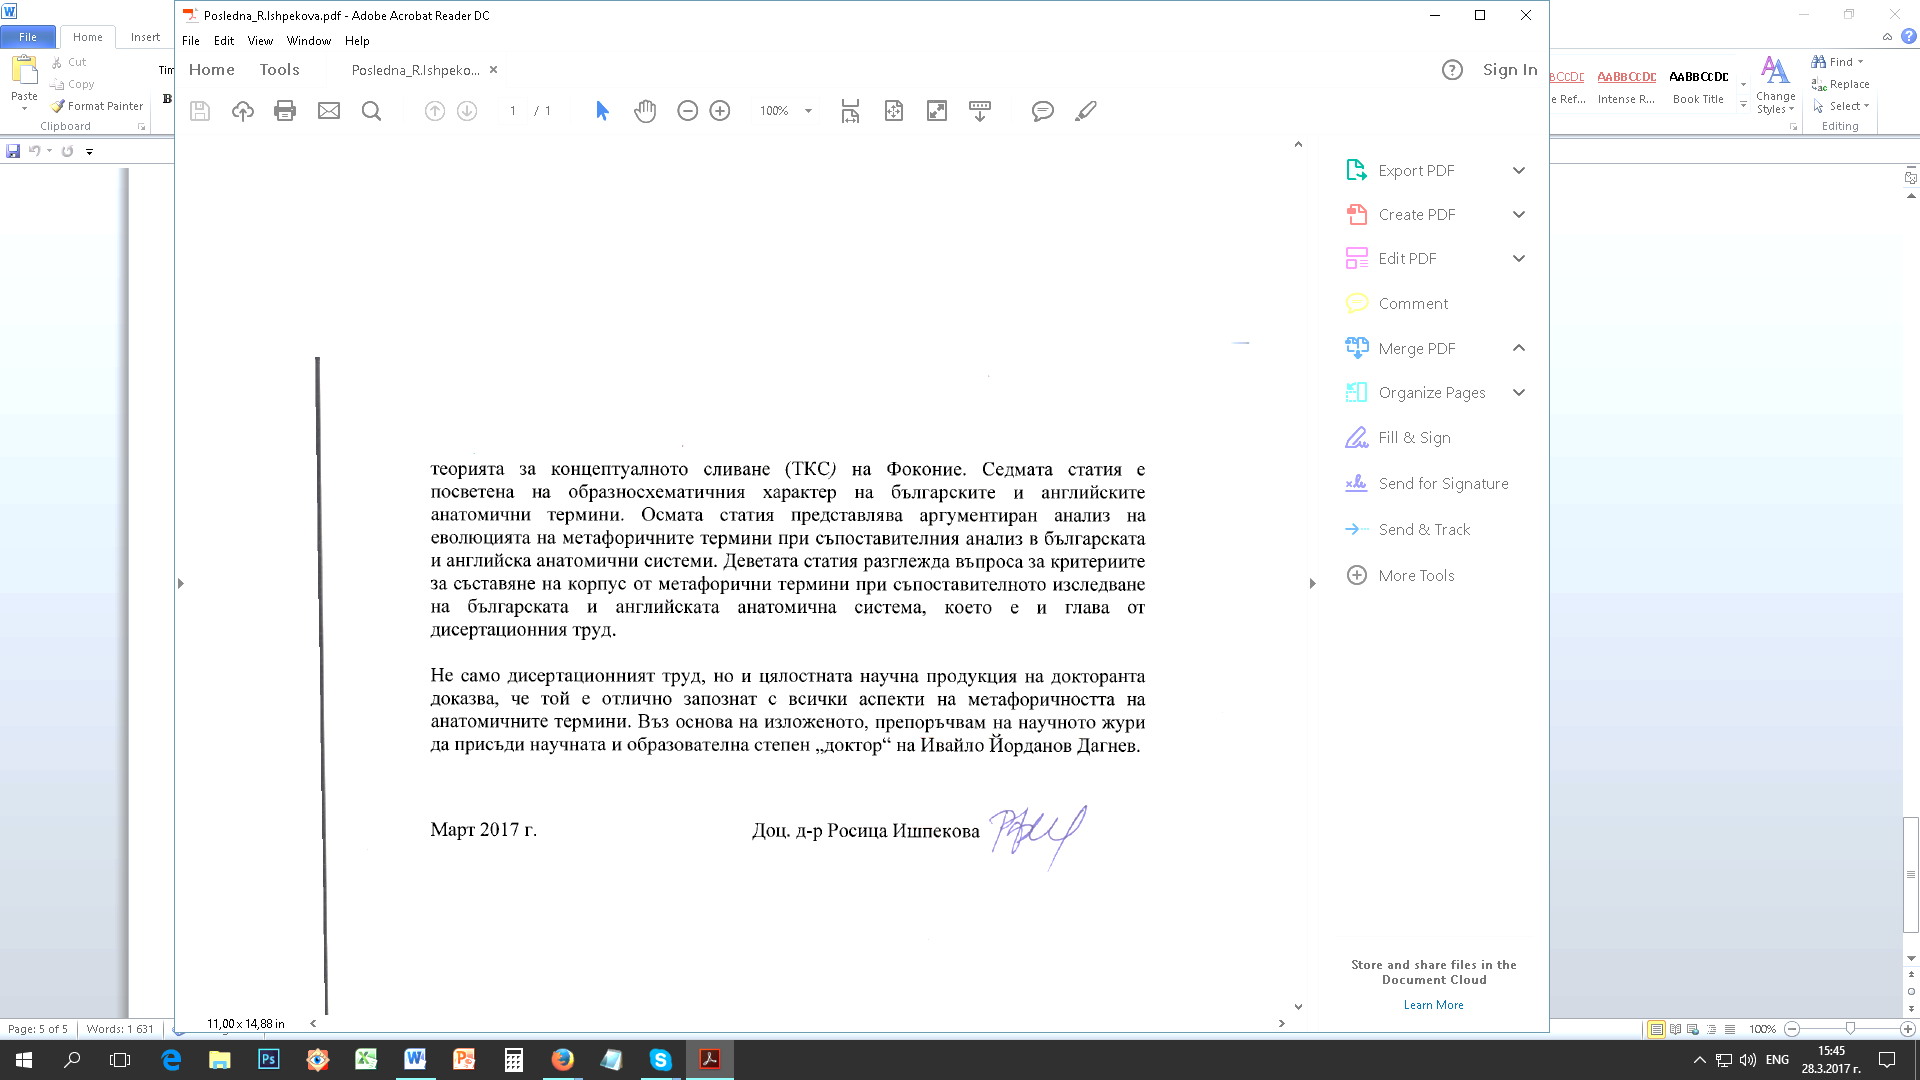 Posledna_R.Ishpekova.pdf - Adobe Acrobat Reader DC
File Edit View Window Help
File Home Insert
Home Tools Posledna_R.Ishpeko... Sign In
Cut
Copy
Format Painter
Paste
Clipboard
Tim
B
1 / 1
100%
AABBCCDC AABBCCDC AABBCCDC
e Ref... Intense R... Book Title
Change Styles
Find
Replace
Select
Editing
Export PDF
Create PDF
Edit PDF
Comment
Merge PDF
Organize Pages
Fill & Sign
Send for Signature
Send & Track
More Tools
теорията за концептуалното сливане (ТКС) на Фоконие. Седмата статия е
посветена на образносхематичния характер на българските и английските
анатомични термини. Осмата статия представлява аргументиран анализ на
еволюцията на метафоричните термини при съпоставителния анализ в българската
и английска анатомични системи. Деветата статия разглежда въпроса за критериите
за съставяне на корпус от метафорични термини при съпоставителното изследване
на българската и английската анатомична система, което е и глава от
дисертационния труд.
Не само дисертационният труд, но и цялостната научна продукция на докторанта
доказва, че той е отлично запознат с всички аспекти на метафоричността на
анатомичните термини. Въз основа на изложеното, препоръчвам на научното жури
да присъди научната и образователна степен „доктор“ на Ивайло Йорданов Дагнев.
Март 2017 г. Доц. д-р Росица Ишпекова
Store and share files in the
Document Cloud
Learn More
11,00 x 14,88 in
Page: 5 of 5 Words: 1 631
100%
ENG
15:45
28.3.2017 г.